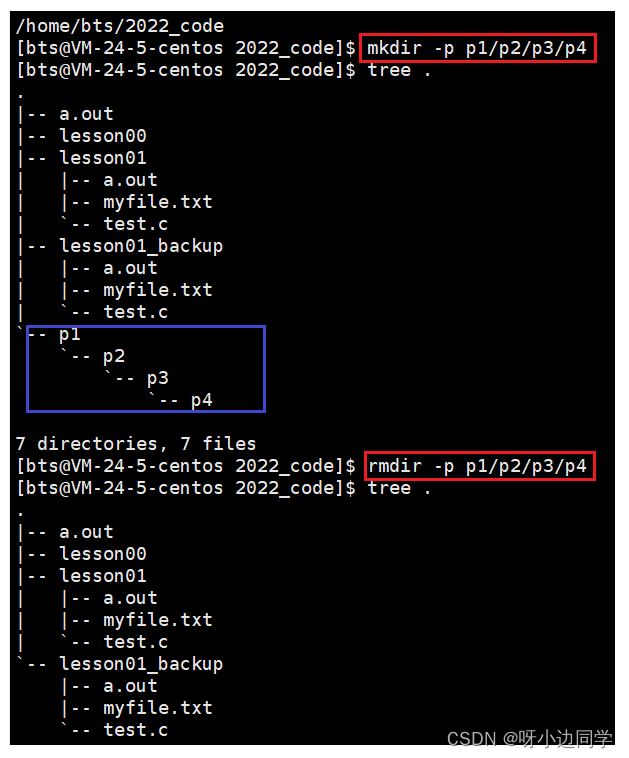 /home/bts/2022_code
[bts@VM-24-5-centos 2022_code]$ mkdir -p p1/p2/p3/p4
[bts@VM-24-5-centos 2022_code]$ tree .
.
|-- a.out
|-- lesson00
|-- lesson01
|   |-- a.out
|   |-- myfile.txt
|   `-- test.c
|-- lesson01_backup
|   |-- a.out
|   |-- myfile.txt
|   `-- test.c
`-- p1
    `-- p2
        `-- p3
            `-- p4
7 directories, 7 files
[bts@VM-24-5-centos 2022_code]$ rmdir -p p1/p2/p3/p4
[bts@VM-24-5-centos 2022_code]$ tree .
.
|-- a.out
|-- lesson00
|-- lesson01
|   |-- a.out
|   |-- myfile.txt
|   `-- test.c
`-- lesson01_backup
    |-- a.out
    |-- myfile.txt
    `-- test.c
CSDN @呀小边同学